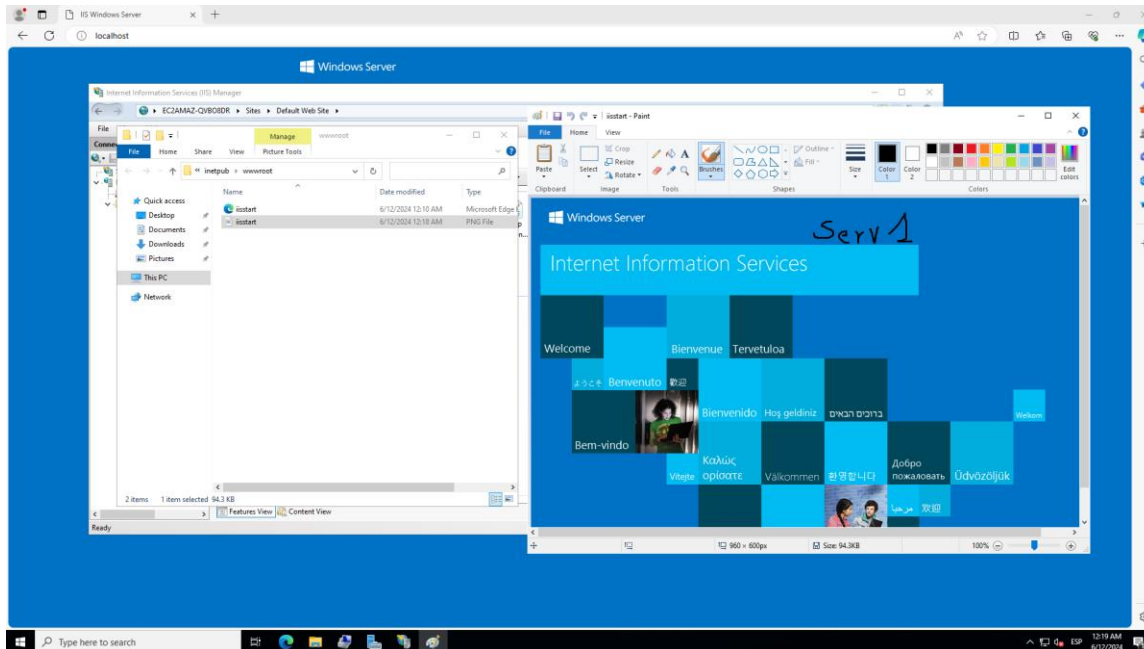 IIS Windows Server
localhost
Windows Server
Internet Information Services (IIS) Manager
EC2AMAZ-QVBO8DR Sites Default Web Site
File
Manage
wwwroot
File Home Share View Picture Tools
inetpub wwwroot
Quick access
Desktop
Documents
Downloads
Pictures
This PC
Network
Name Date modified Type
iisstart 6/12/2024 12:10 AM Microsoft Edge
iisstart 6/12/2024 12:18 AM PNG File
2 items 1 item selected 94.3 KB
Features View Content View
Ready
iisstart - Paint
File Home View
Paste
Select
Crop
Resize
Rotate
Brushes
Outline
Fill
Size
Color 1
Color 2
Edit colors
Clipboard Image Tools Shapes Colors
Windows Server
Serv 1
Internet Information Services
Welcome
Bienvenue
Tervetuloa
ようこそ
Benvenuto
歡迎
Bienvenido
Hoş geldiniz
ברוכים הבאים
Welkom
Bem-vindo
Vítejte
Καλώς ορίσατε
Välkommen
환영합니다
Добро пожаловать
Üdvözöljük
مرحبا
欢迎
960 × 600px Size: 94.3KB 100%
Type here to search
ESP
12:19 AM
6/12/2024